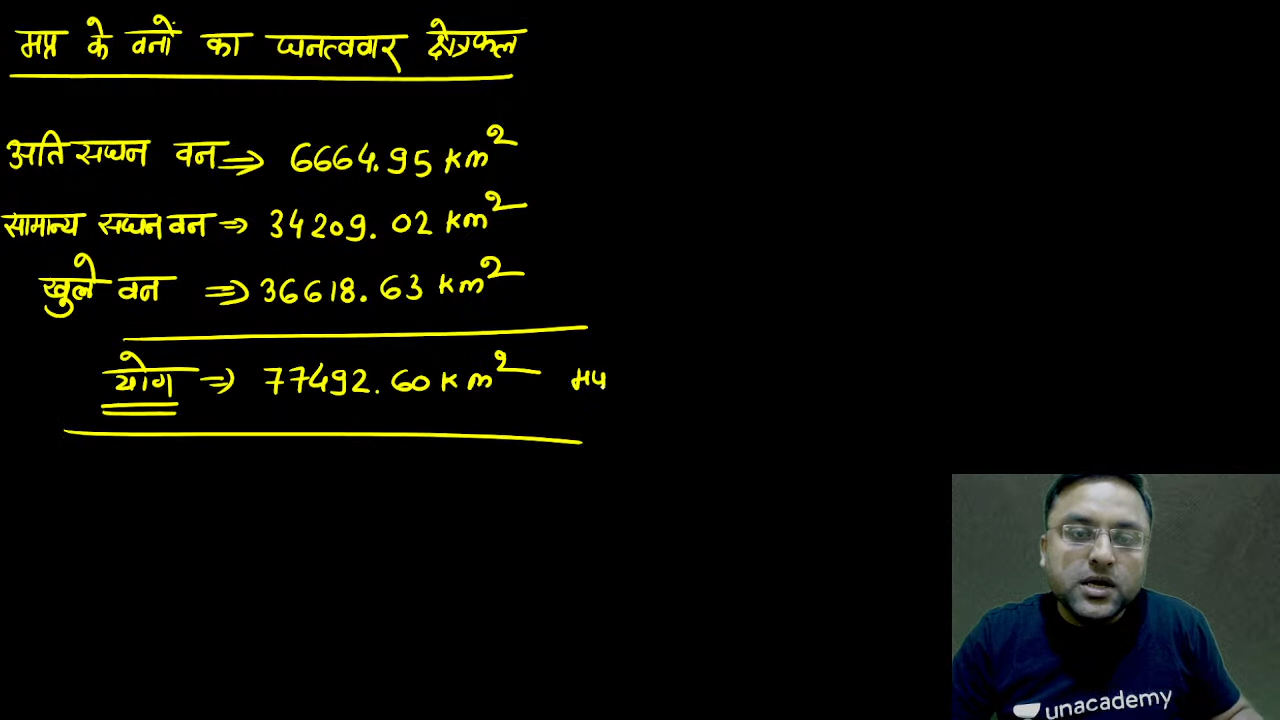 मप्र के वनों का घनत्ववार क्षेत्रफल
अति सघन वन ⇒ 6664.95 km²
सामान्य सघन वन ⇒ 34209.02 km²
खुले वन ⇒ 36618.63 km²
योग ⇒ 77492.60 km² मप
unacademy